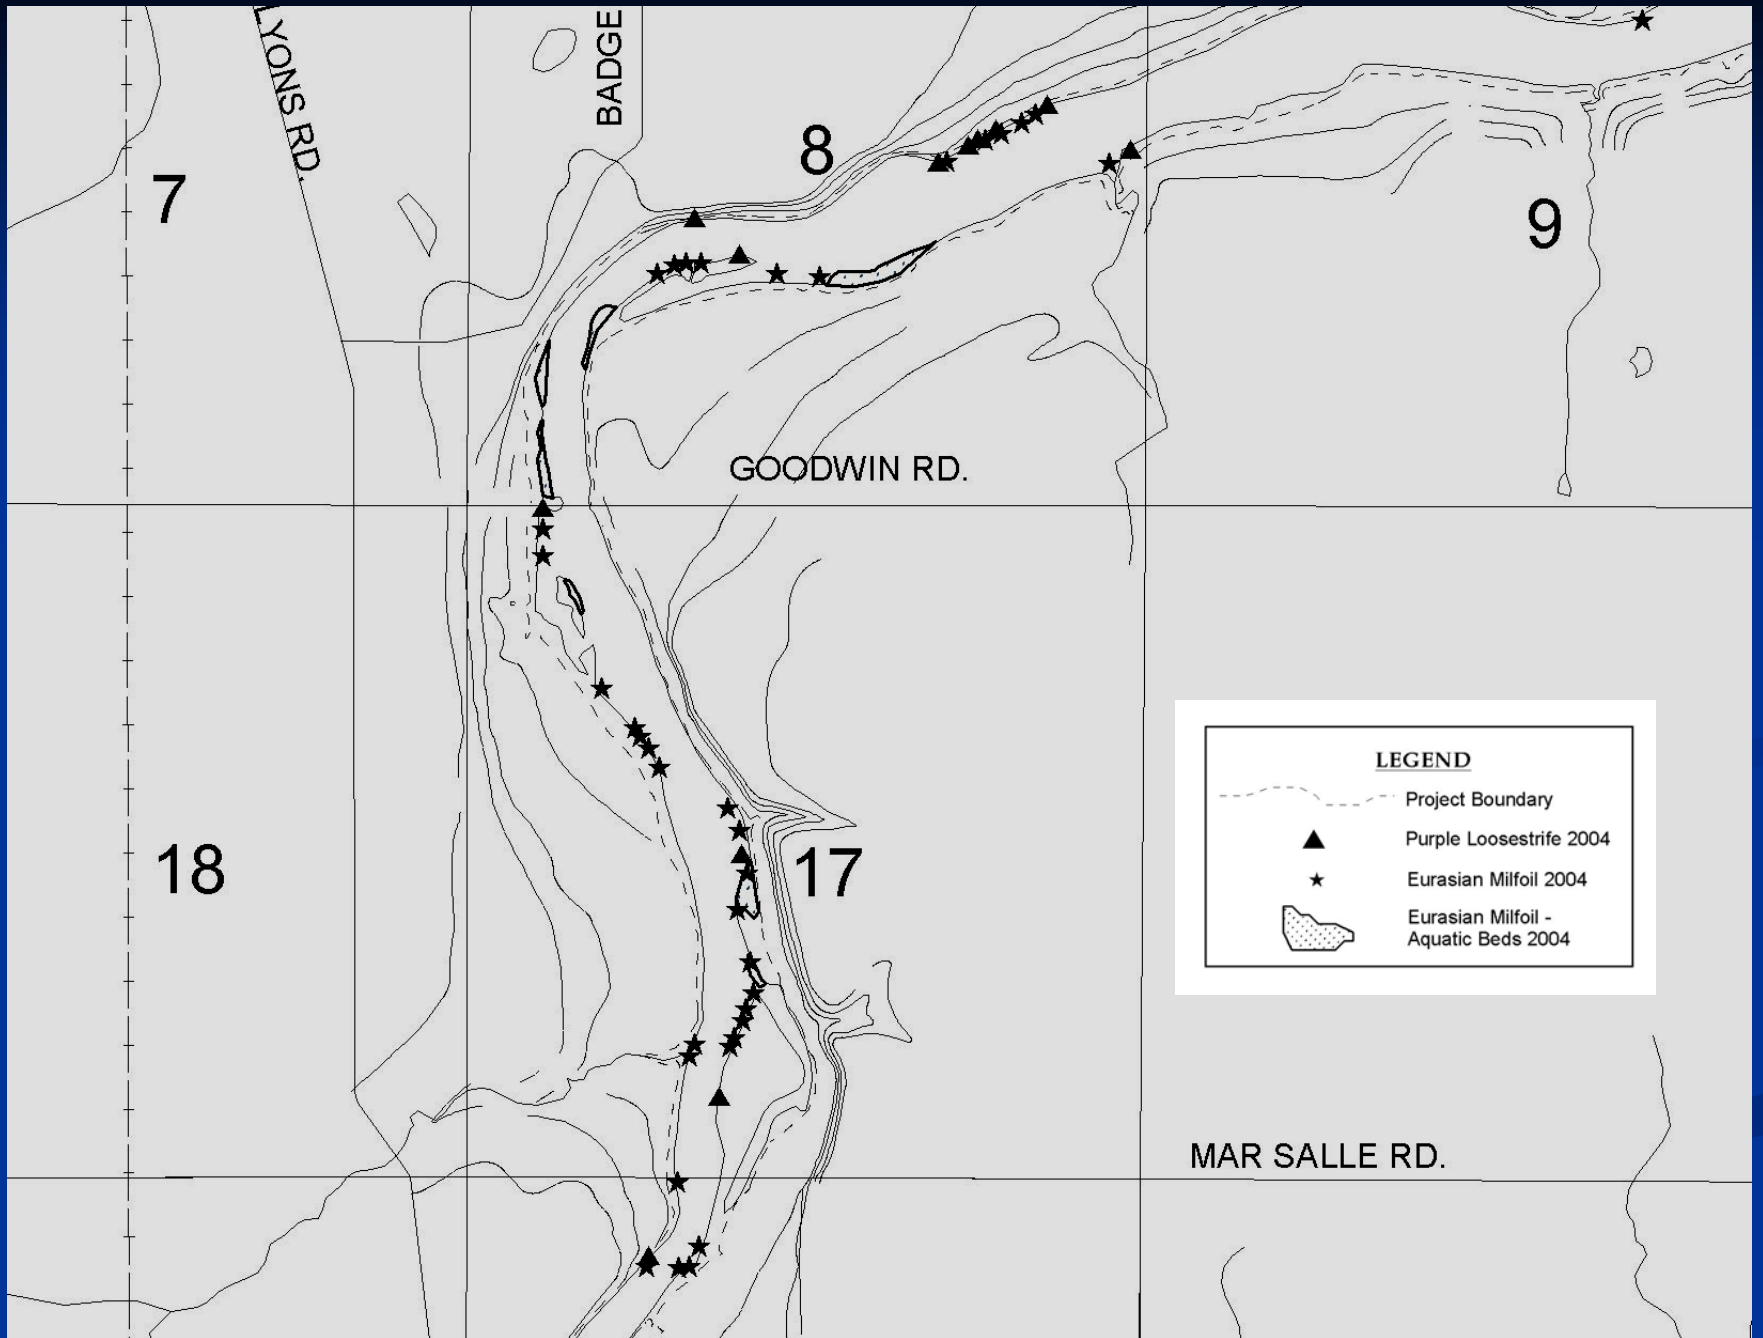 LYONS RD.
BADGE
8
7
9
GOODWIN RD.
18
17
LEGEND
Project Boundary
Purple Loosestrife 2004
Eurasian Milfoil 2004
Eurasian Milfoil -
Aquatic Beds 2004
MAR SALLE RD.